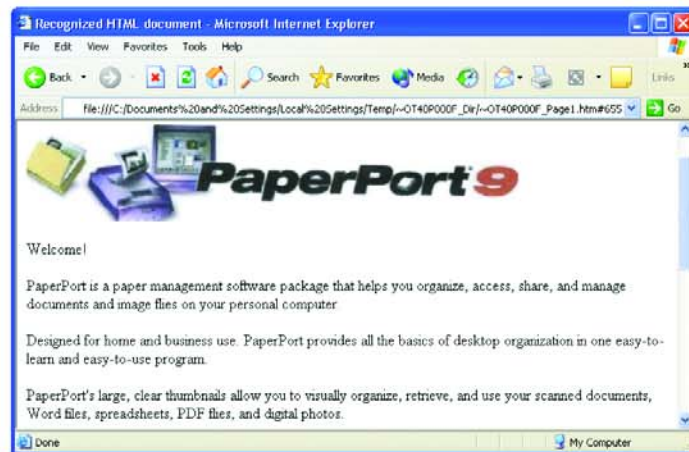 Recognized HTML document - Microsoft Internet Explorer
File Edit View Favorites Tools Help
Back Search Favorites Media Links
Address file:///C:/Documents%20and%20Settings/Local%20Settings/Temp/~OT40P000F_Dir/~OT40P000F_Page1.htm#655 Go
PaperPort 9
Welcome!
PaperPort is a paper management software package that helps you organize, access, share, and manage
documents and image flies on your personal computer
Designed for home and business use. PaperPort provides all the basics of desktop organization in one easy-to-
learn and easy-to-use program.
PaperPort's large, clear thumbnails allow you to visually organize, retrieve, and use your scanned documents,
Word files, spreadsheets, PDF flies, and digital photos.
Done My Computer